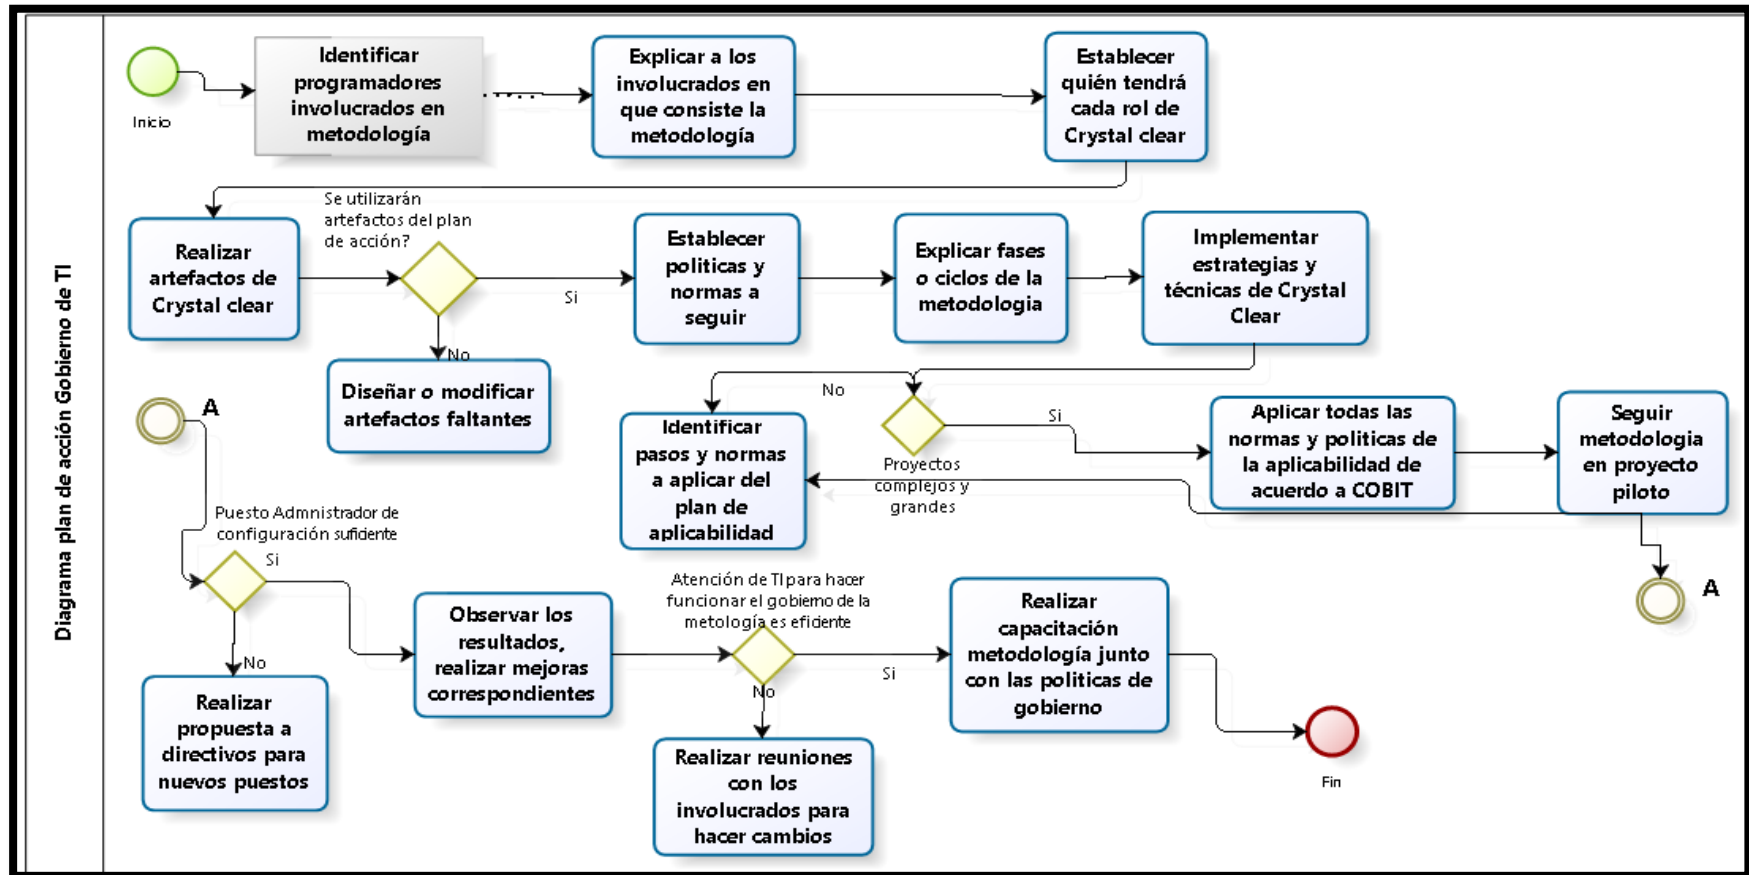 Diagrama plan de acción Gobierno de TI
Inicio
Identificar
programadores
involucrados en
metodología
Explicar a los
involucrados en
que consiste la
metodología
Establecer
quién tendrá
cada rol de
Crystal clear
Realizar
artefactos de
Crystal clear
Se utilizarán
artefactos del plan
de acción?
Si
No
Diseñar o modificar
artefactos faltantes
Establecer
politicas y
normas a
seguir
Explicar fases
o ciclos de la
metodologia
Implementar
estrategias y
técnicas de Crystal
Clear
No
Si
Proyectos
complejos y
grandes
Identificar
pasos y normas
a aplicar del
plan de
aplicabilidad
Aplicar todas las
normas y politicas de
la aplicabilidad de
acuerdo a COBIT
Seguir
metodologia
en proyecto
piloto
A
A
Puesto Admnistrador de
configuración suficiente
Si
No
Realizar
propuesta a
directivos para
nuevos puestos
Observar los
resultados,
realizar mejoras
correspondientes
Atención de TI para hacer
funcionar el gobierno de la
metología es eficiente
Si
No
Realizar reuniones
con los
involucrados para
hacer cambios
Realizar
capacitación
metodología junto
con las politicas de
gobierno
Fin